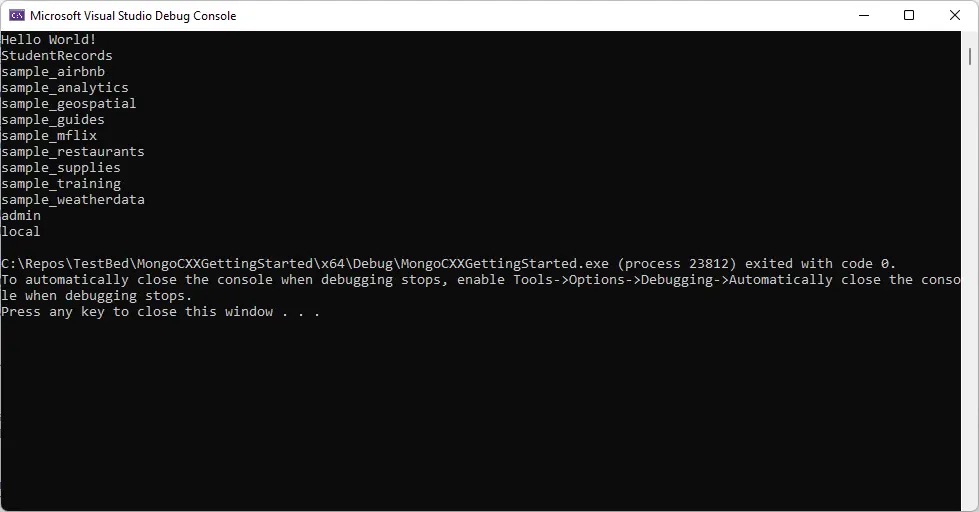 Microsoft Visual Studio Debug Console
Hello World!
StudentRecords
sample_airbnb
sample_analytics
sample_geospatial
sample_guides
sample_mflix
sample_restaurants
sample_supplies
sample_training
sample_weatherdata
admin
local
C:\Repos\TestBed\MongoCXXGettingStarted\x64\Debug\MongoCXXGettingStarted.exe (process 23812) exited with code 0.
To automatically close the console when debugging stops, enable Tools->Options->Debugging->Automatically close the conso
le when debugging stops.
Press any key to close this window . . .